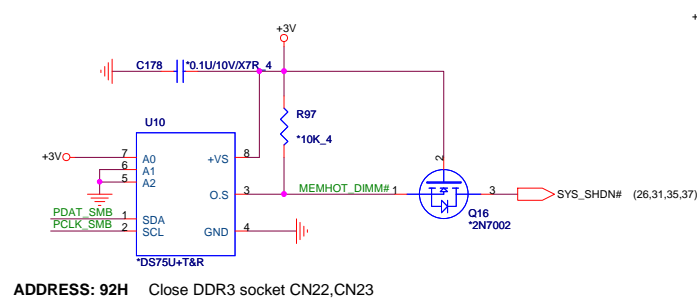 +
+3V
C178
*0.1U/10V/X7R_4
U10
R97
*10K_4
+3V
7
A0
+VS
8
6
A1
5
A2
2
O.S
3
MEMHOT_DIMM#
1
3
SYS_SHDN#
(26,31,35,37)
PDAT_SMB
1
SDA
PCLK_SMB
2
SCL
GND
4
Q16
*2N7002
*DS75U+T&R
ADDRESS: 92H Close DDR3 socket CN22,CN23